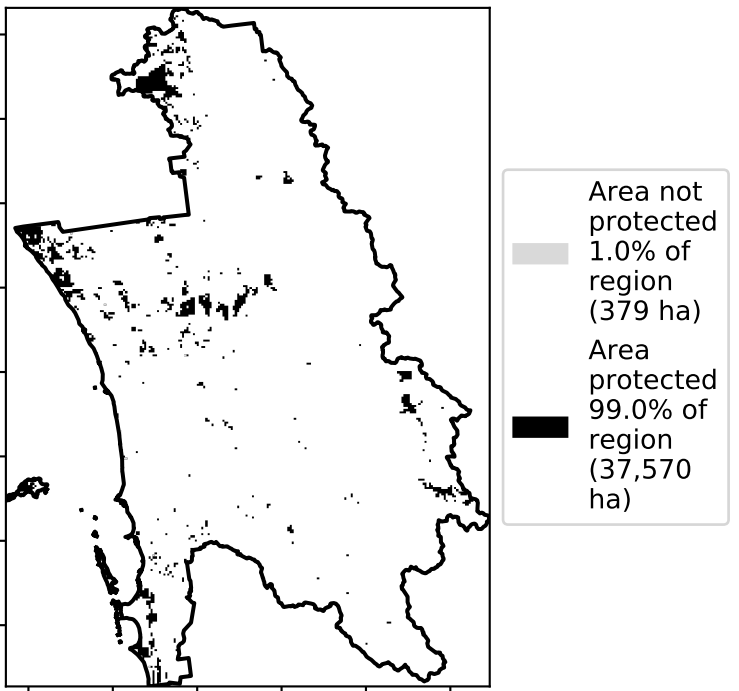 Area not
protected
1.0% of
region
(379 ha)
Area
protected
99.0% of
region
(37,570
ha)